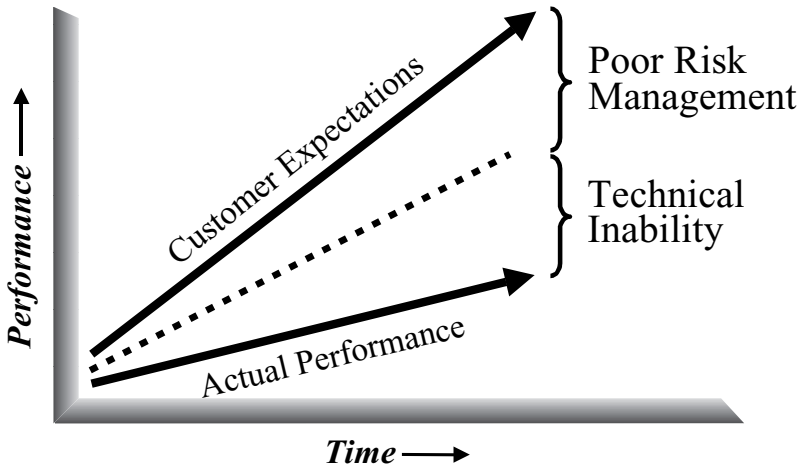 Customer Expectations
Poor Risk
Management
Technical
Inability
Actual Performance
Performance
Time